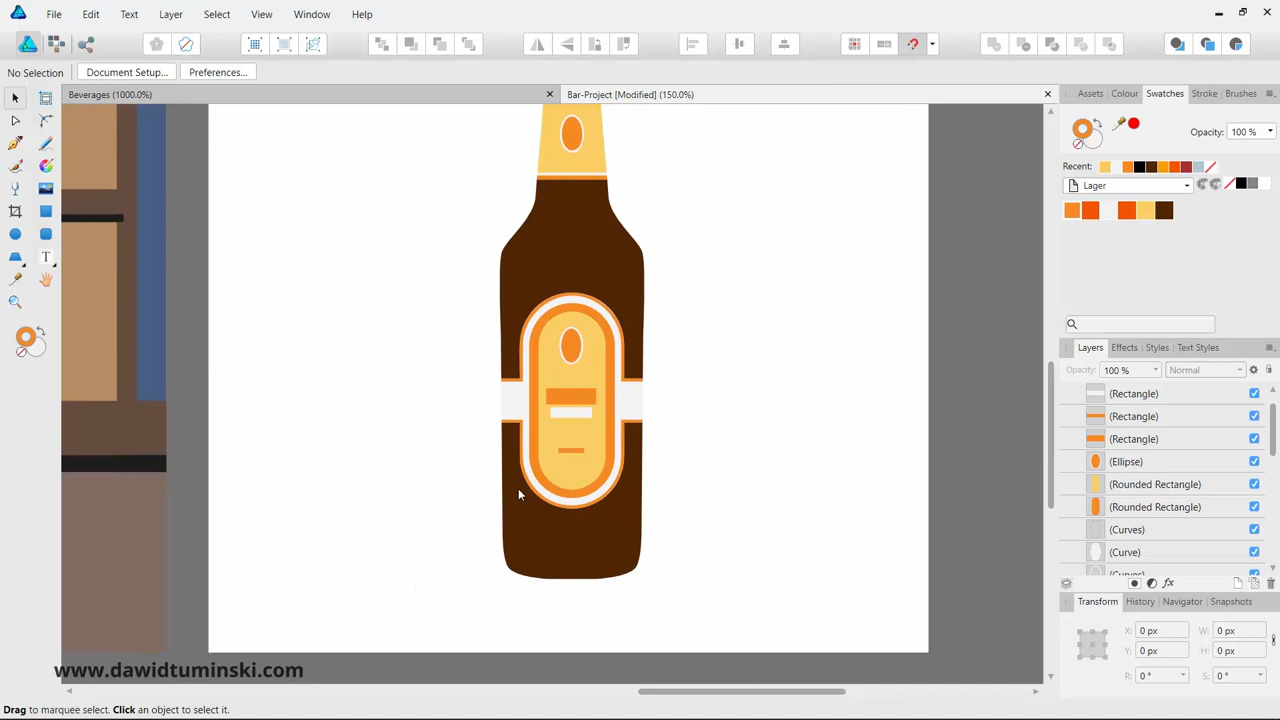 File Edit Text Layer Select View Window Help
No Selection Document Setup... Preferences...
Beverages (1000.0%)
Bar-Project [Modified] (150.0%)
Assets Colour Swatches Stroke Brushes
Opacity: 100 %
Recent:
Lager
T
Layers Effects Styles Text Styles
Opacity: 100 % Normal
(Rectangle)
(Rectangle)
(Rectangle)
(Ellipse)
(Rounded Rectangle)
(Rounded Rectangle)
(Curves)
(Curve)
(Curves)
fx
Transform History Navigator Snapshots
X: 0 px W: 0 px
Y: 0 px H: 0 px
R: 0 ° S: 0 °
www.dawidtuminski.com
Drag to marquee select. Click an object to select it.